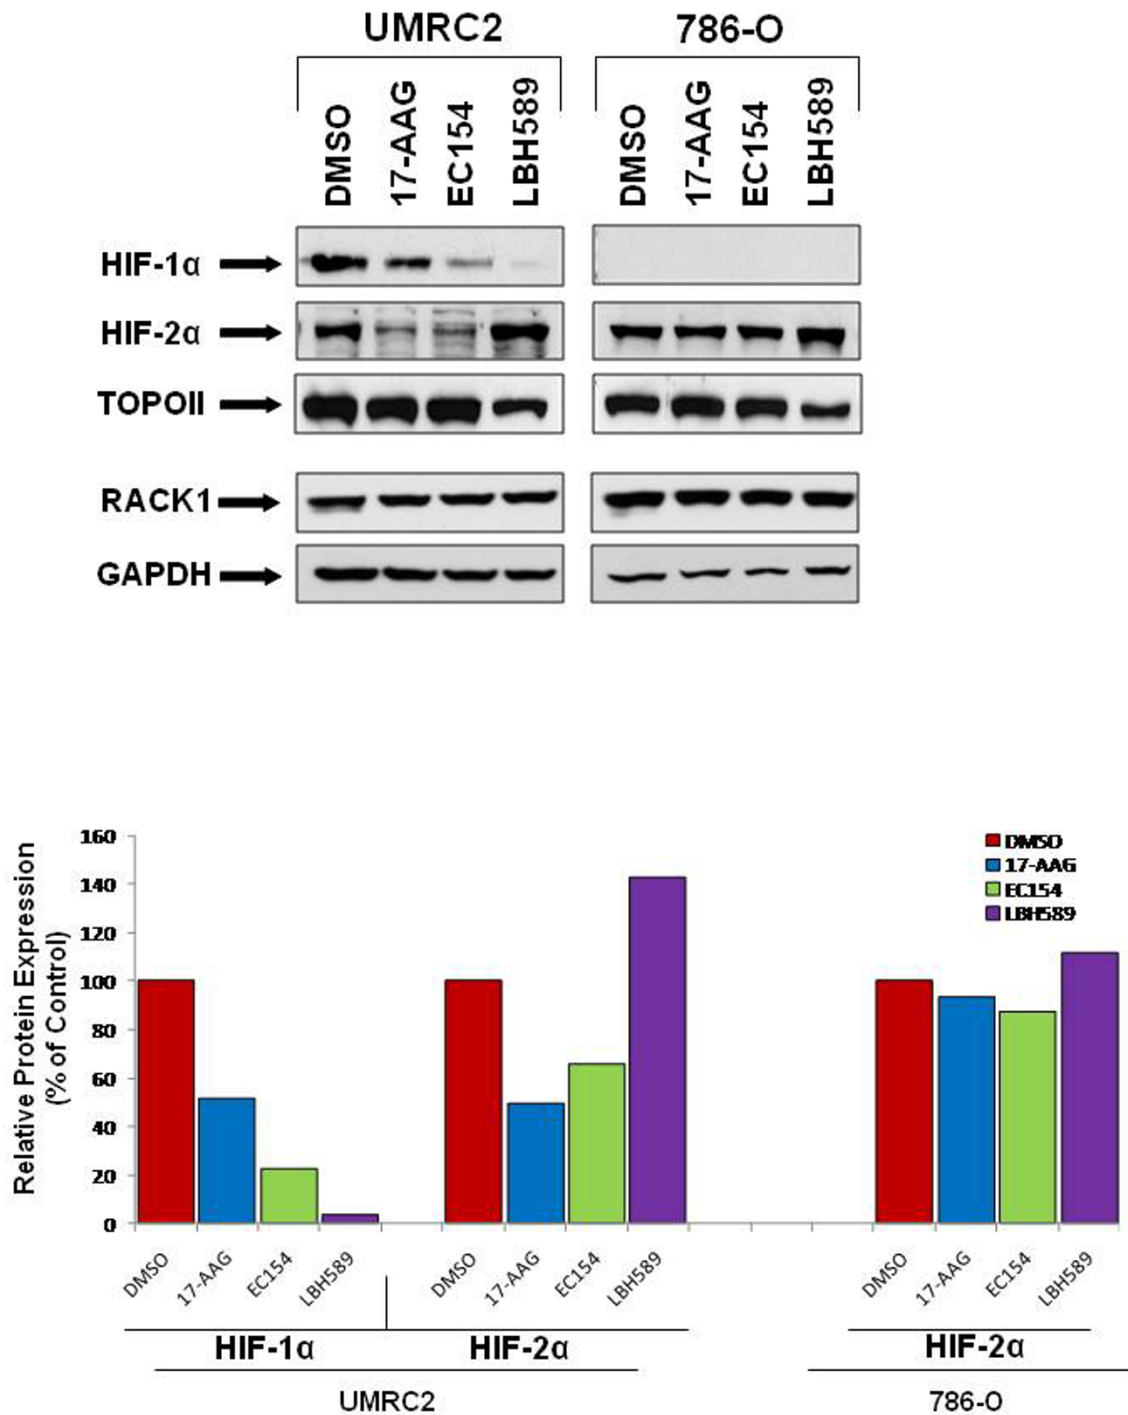 UMRC2 786-O
DMSO 17-AAG EC154 LBH589 DMSO 17-AAG EC154 LBH589
HIF-1α
HIF-2α
TOPOII
RACK1
GAPDH
Relative Protein Expression
(% of Control)
160
140
120
100
80
60
40
20
0
DMSO
17-AAG
EC154
LBH589
DMSO 17-AAG EC154 LBH589 DMSO 17-AAG EC154 LBH589 DMSO 17-AAG EC154 LBH589
HIF-1α HIF-2α HIF-2α
UMRC2 786-O